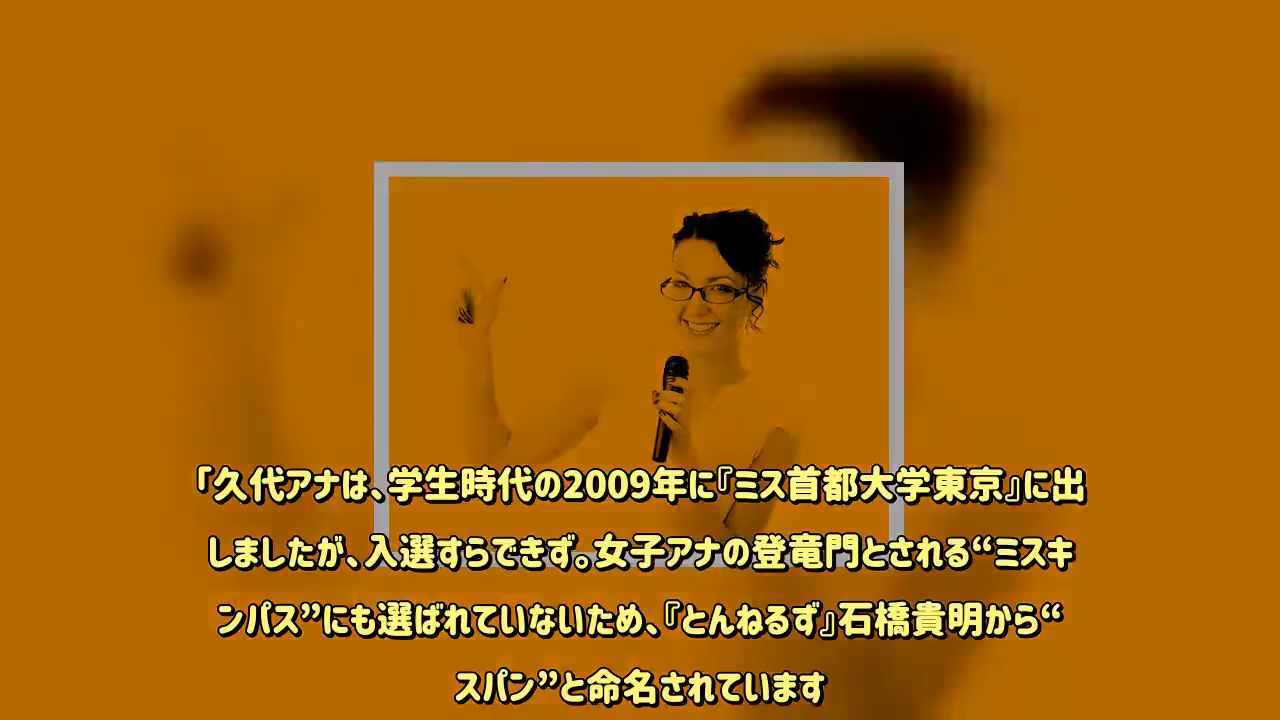 「久代アナは、学生時代の2009年に『ミス首都大学東京』に出
しましたが、入選すらできず。女子アナの登竜門とされる“ミスキ
ンパス”にも選ばれていないため、『とんねるず』石橋貴明から“
スパン”と命名されています